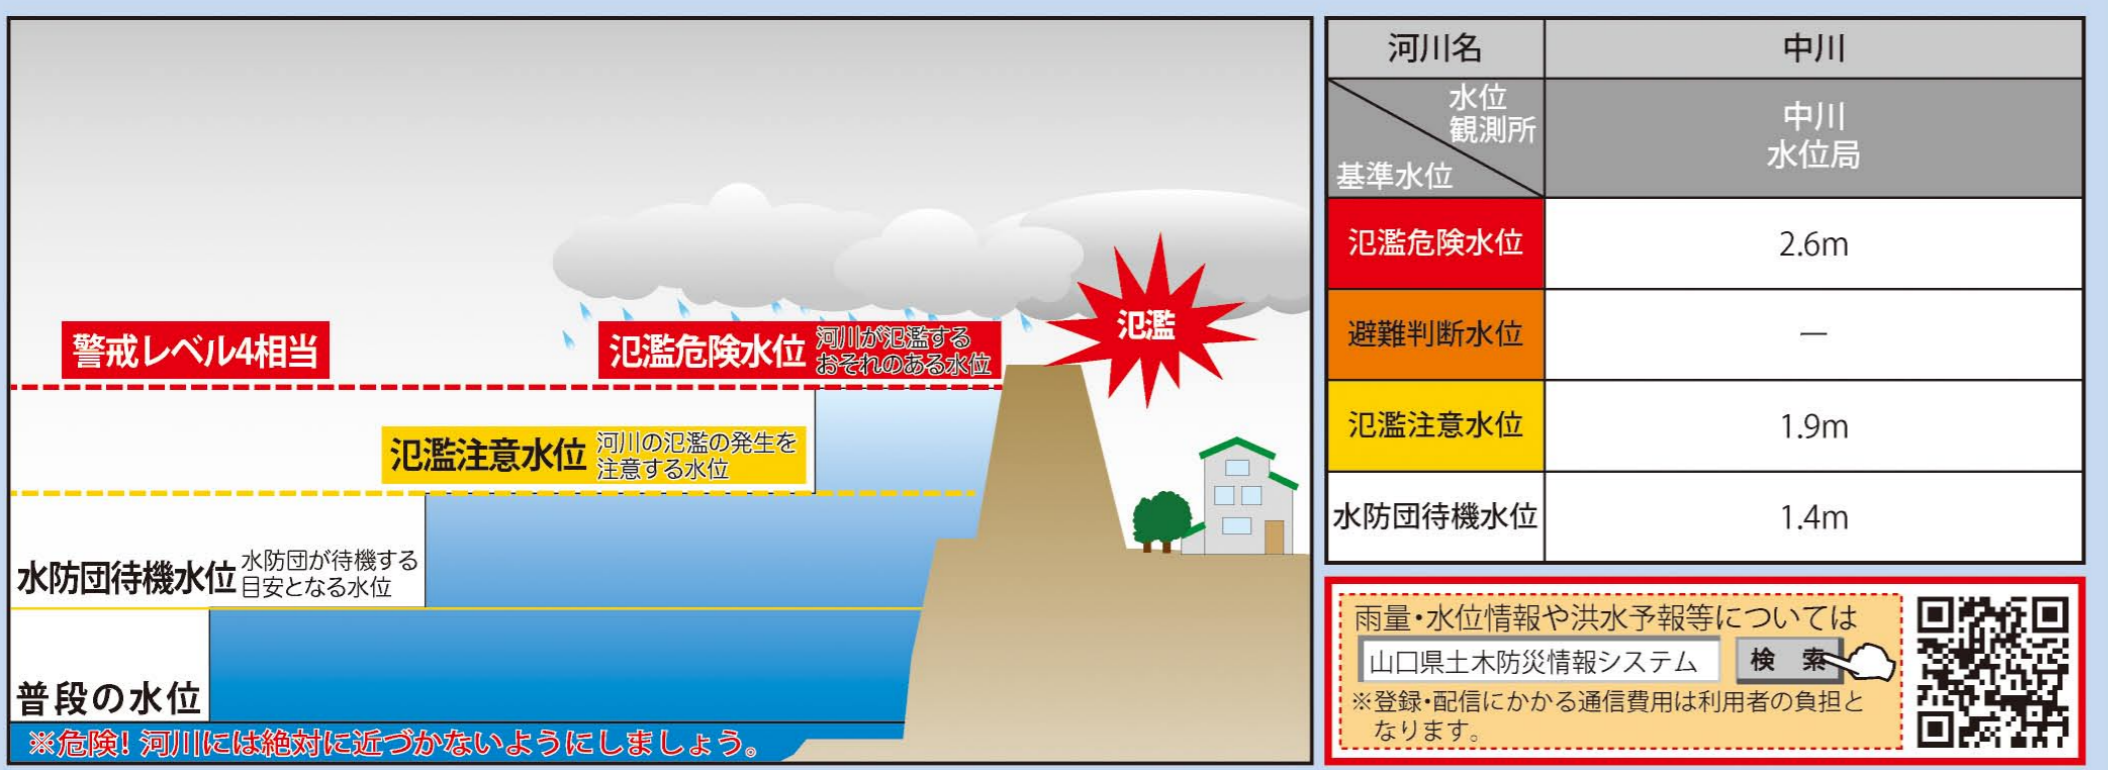 警戒レベル4相当
氾濫危険水位 河川が氾濫する
おそれのある水位
氾濫
氾濫注意水位 河川の氾濫の発生を
注意する水位
水防団待機水位 水防団が待機する
目安となる水位
普段の水位
※危険!河川には絶対に近づかないようにしましょう。
河川名 中川
水位
観測所
基準水位
中川
水位局
氾濫危険水位 2.6m
避難判断水位 －
氾濫注意水位 1.9m
水防団待機水位 1.4m
雨量・水位情報や洪水予報等については
山口県土木防災情報システム 検 索
※登録・配信にかかる通信費用は利用者の負担と
なります。